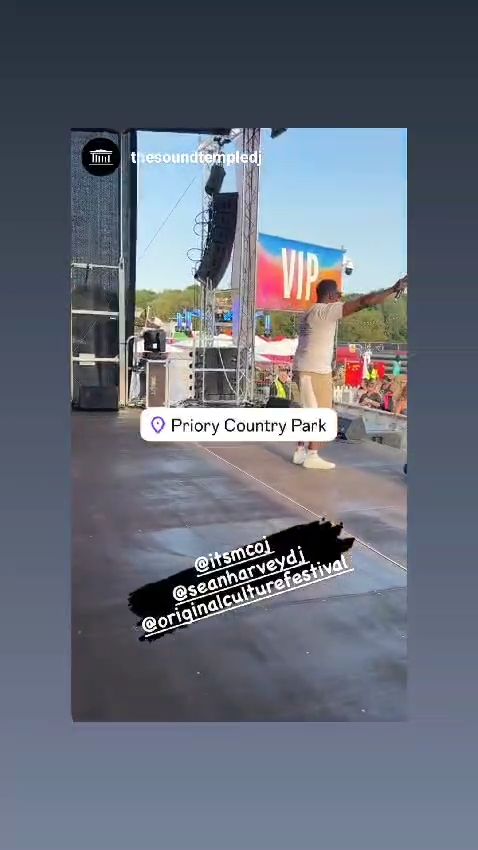 thesoundtempledj
VIP
Priory Country Park
@itsmcoj
@seanharveydj
@originalculturefestival